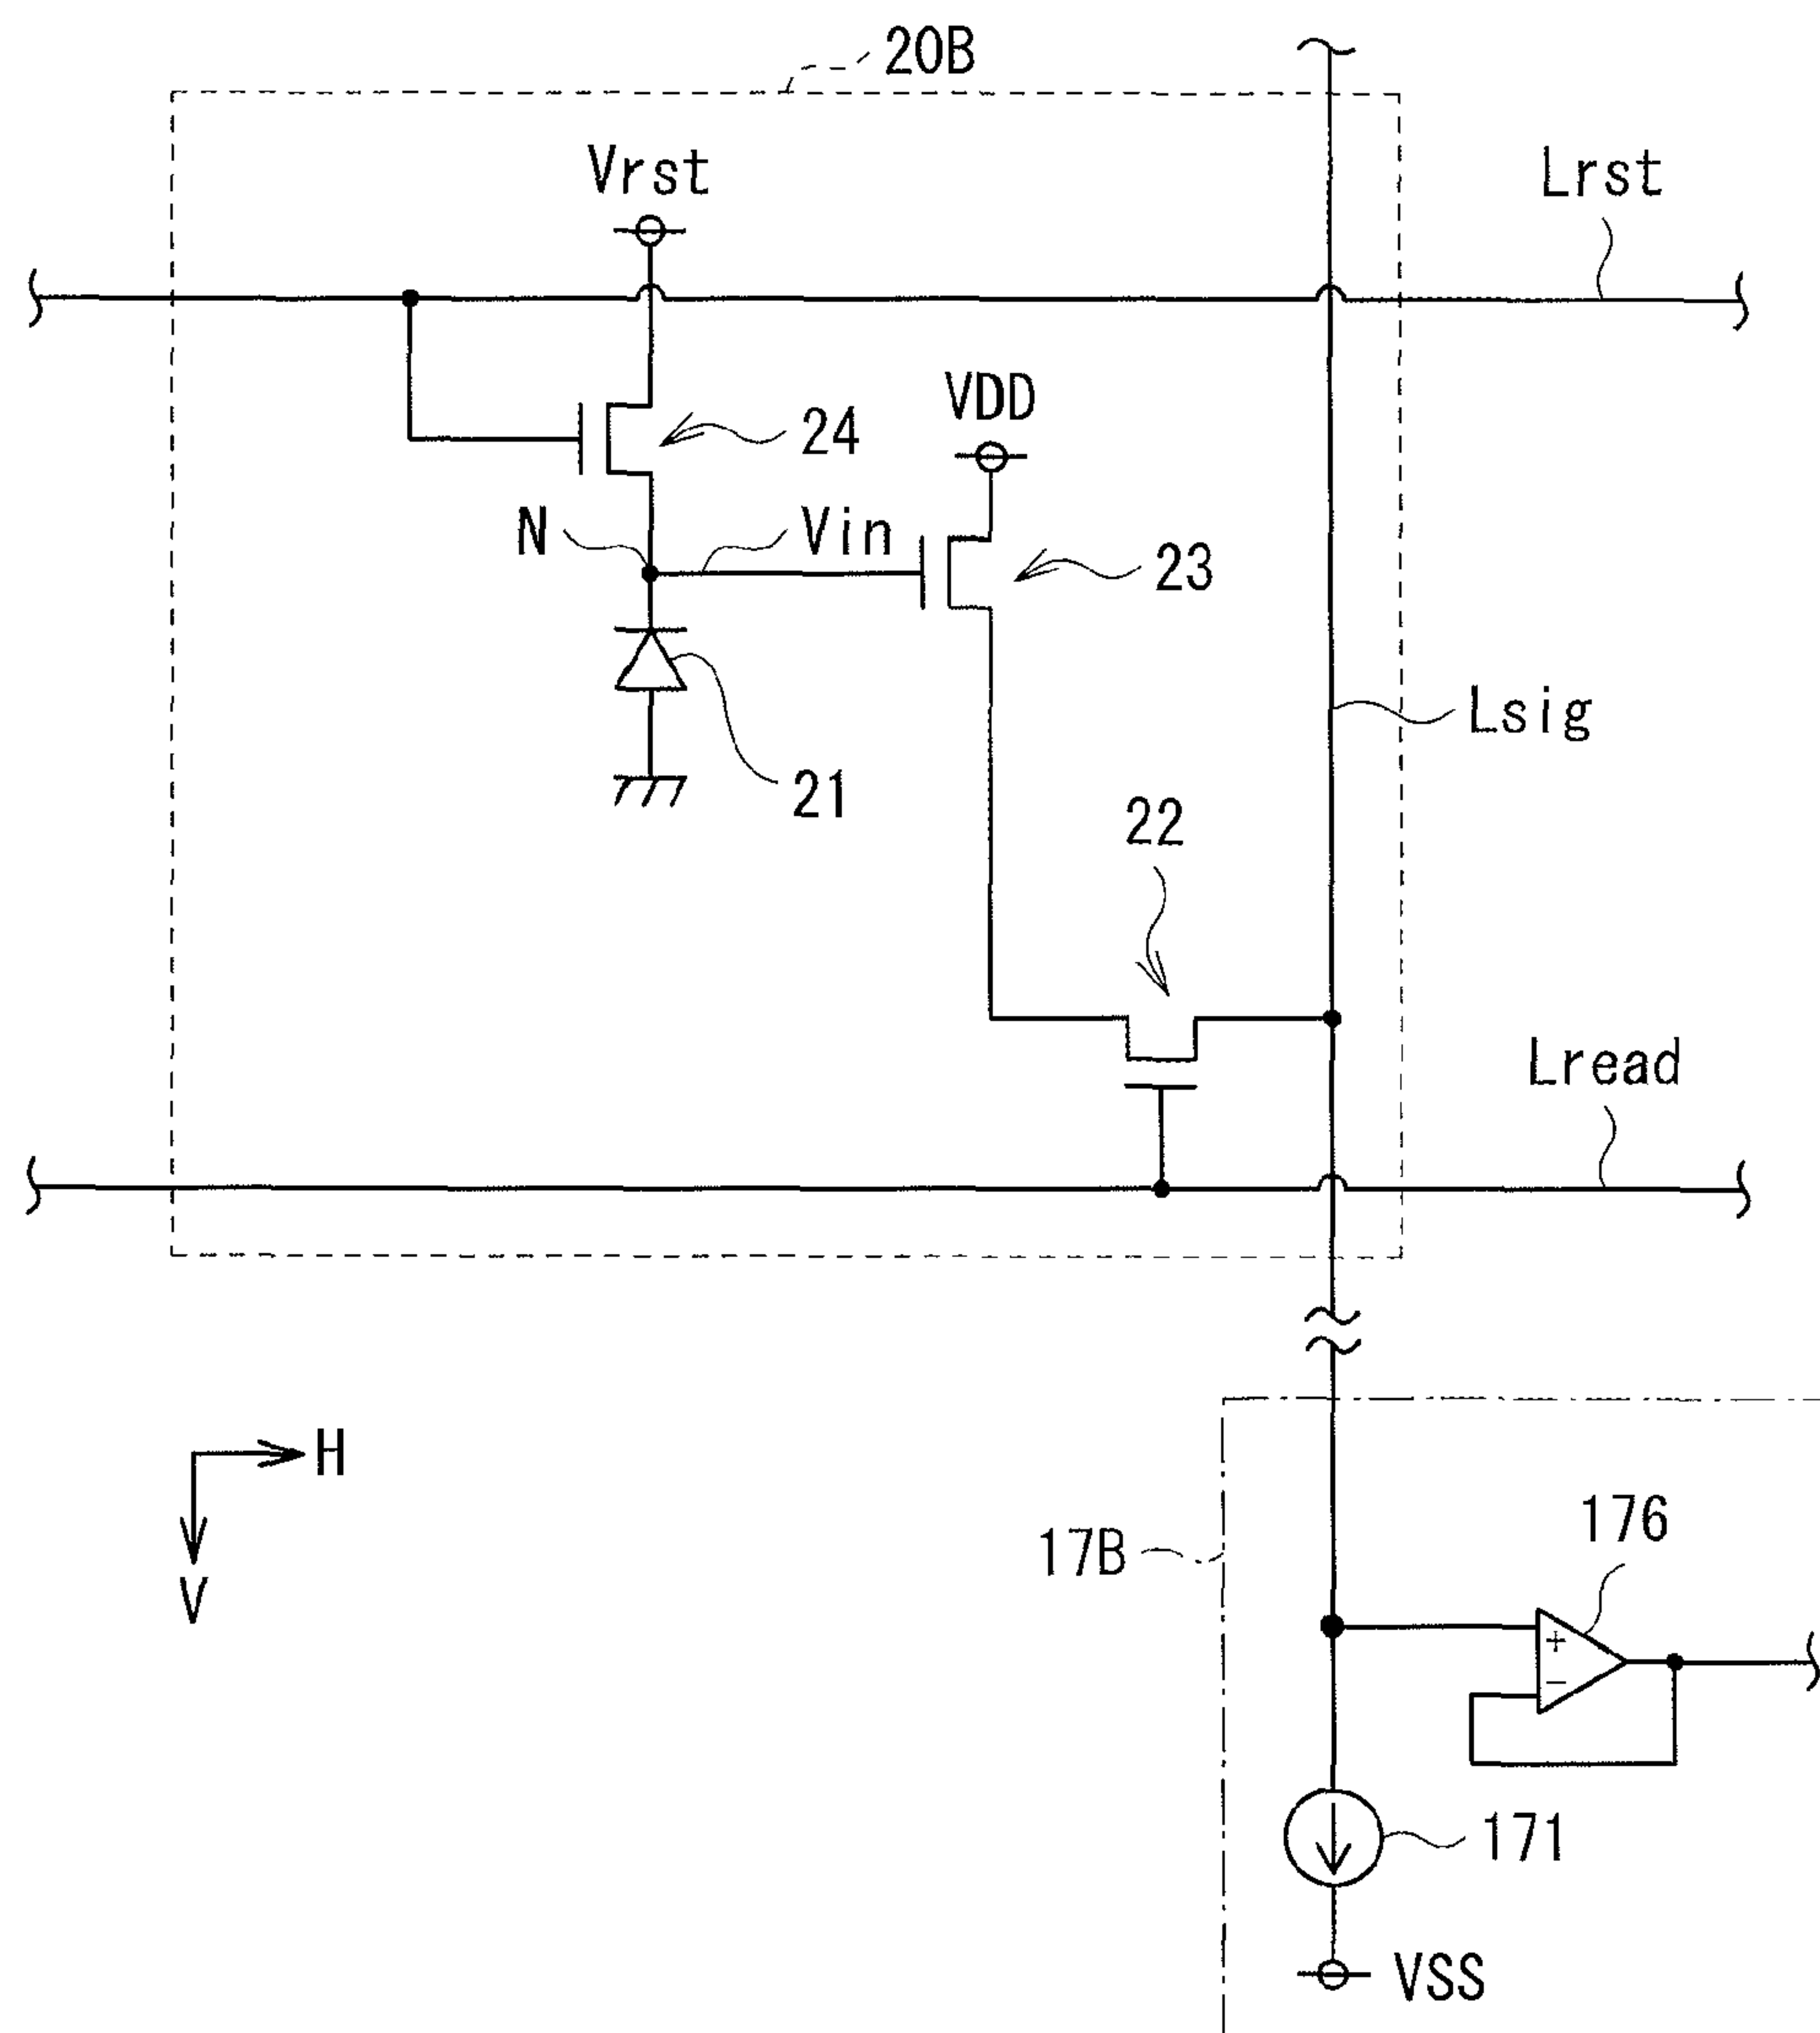 20B
Vrst
Lrst
VDD
24
N
Vin
23
Lsig
21
22
Lread
H
V
17B
176
+
−
171
VSS